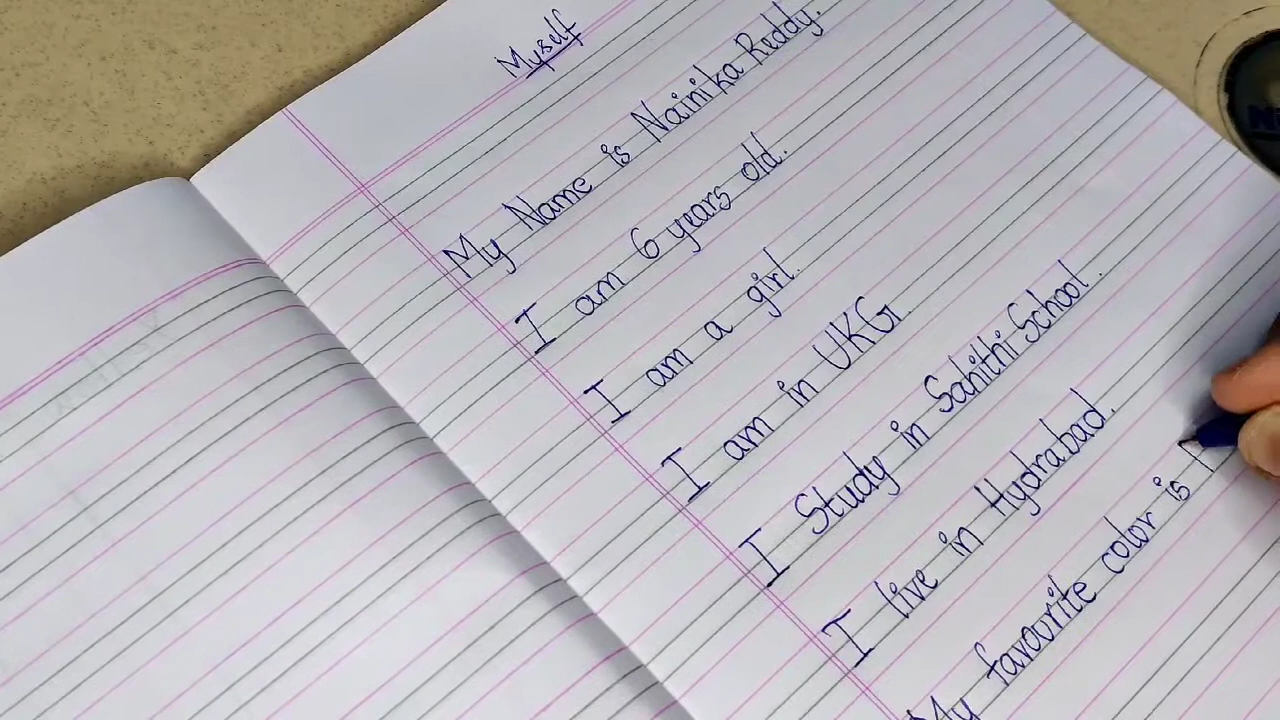 Myself
My Name is Nainika Reddy.
I am 6 years old.
I am a girl.
I am in UKG
I Study in Sahithi School.
I live in Hydrabad.
My favourite color is